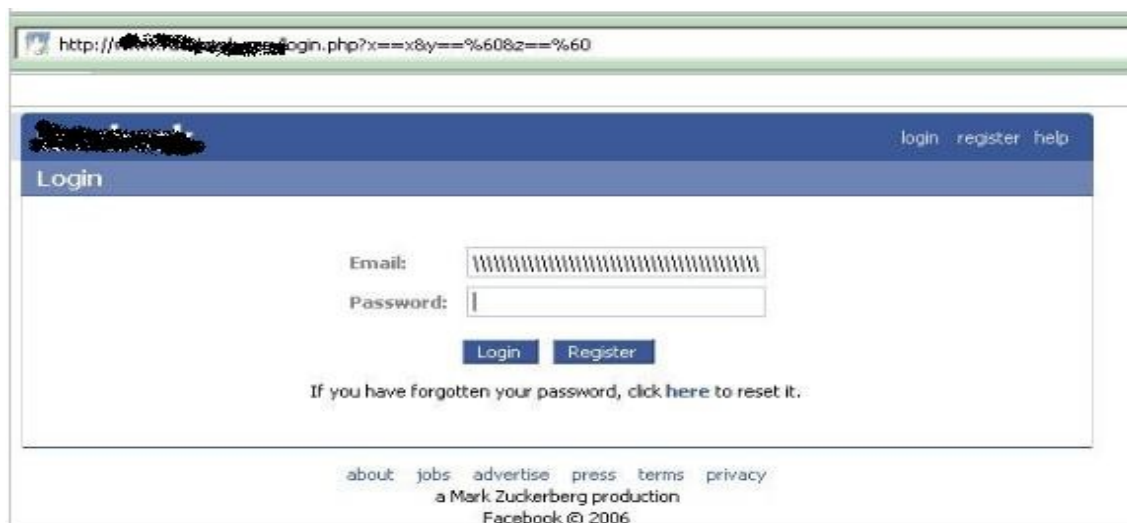 http:// login.php?x==x&y==%60&z==%60
login register help
Login
Email: \\\\\\\\\\\\\\\\\\\\\\\\\\\\\\\\\\\\
Password:
Login Register
If you have forgotten your password, click here to reset it.
about jobs advertise press terms privacy
a Mark Zuckerberg production
Facebook © 2006